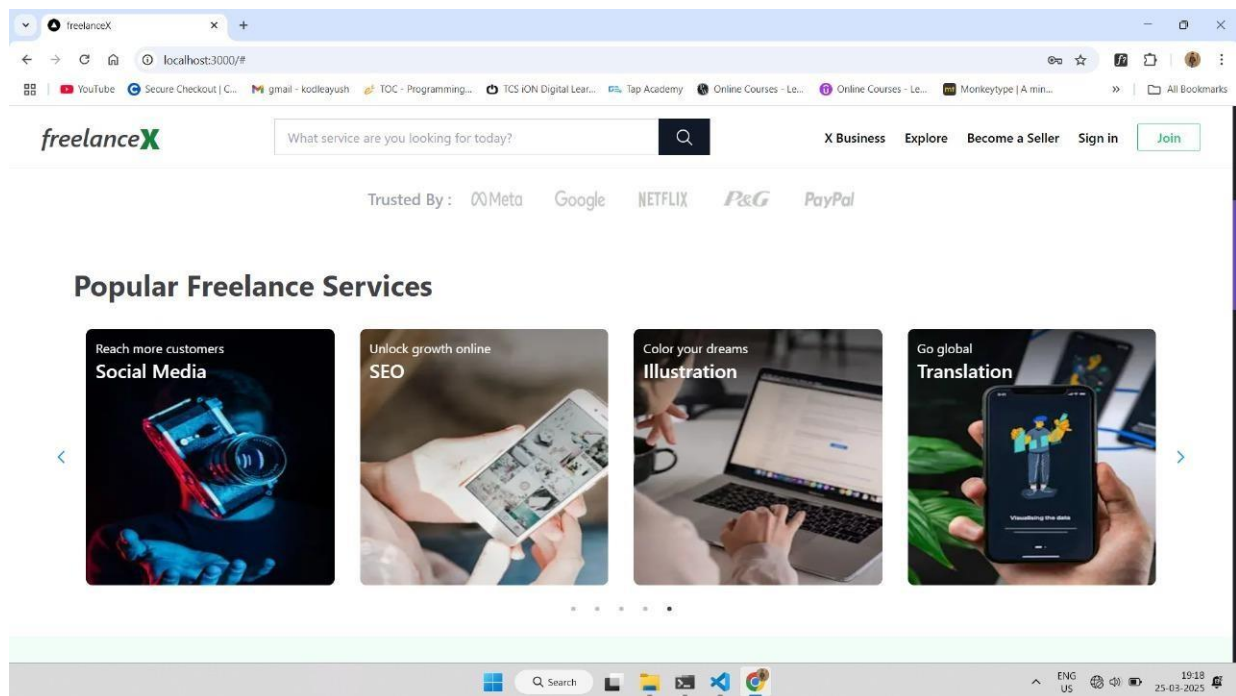 freelanceX
localhost:3000/#
YouTube Secure Checkout | C... gmail - kodleayush TOC - Programming... TCS iON Digital Lear... Tap Academy Online Courses - Le... Online Courses - Le... Monkeytype | A min... » All Bookmarks
freelanceX What service are you looking for today? X Business Explore Become a Seller Sign in Join
Trusted By : Meta Google NETFLIX P&G PayPal
Popular Freelance Services
Reach more customers
Social Media
Unlock growth online
SEO
Color your dreams
Illustration
Go global
Translation
Visualising the data
Search
ENG
US
19:18
25-03-2025